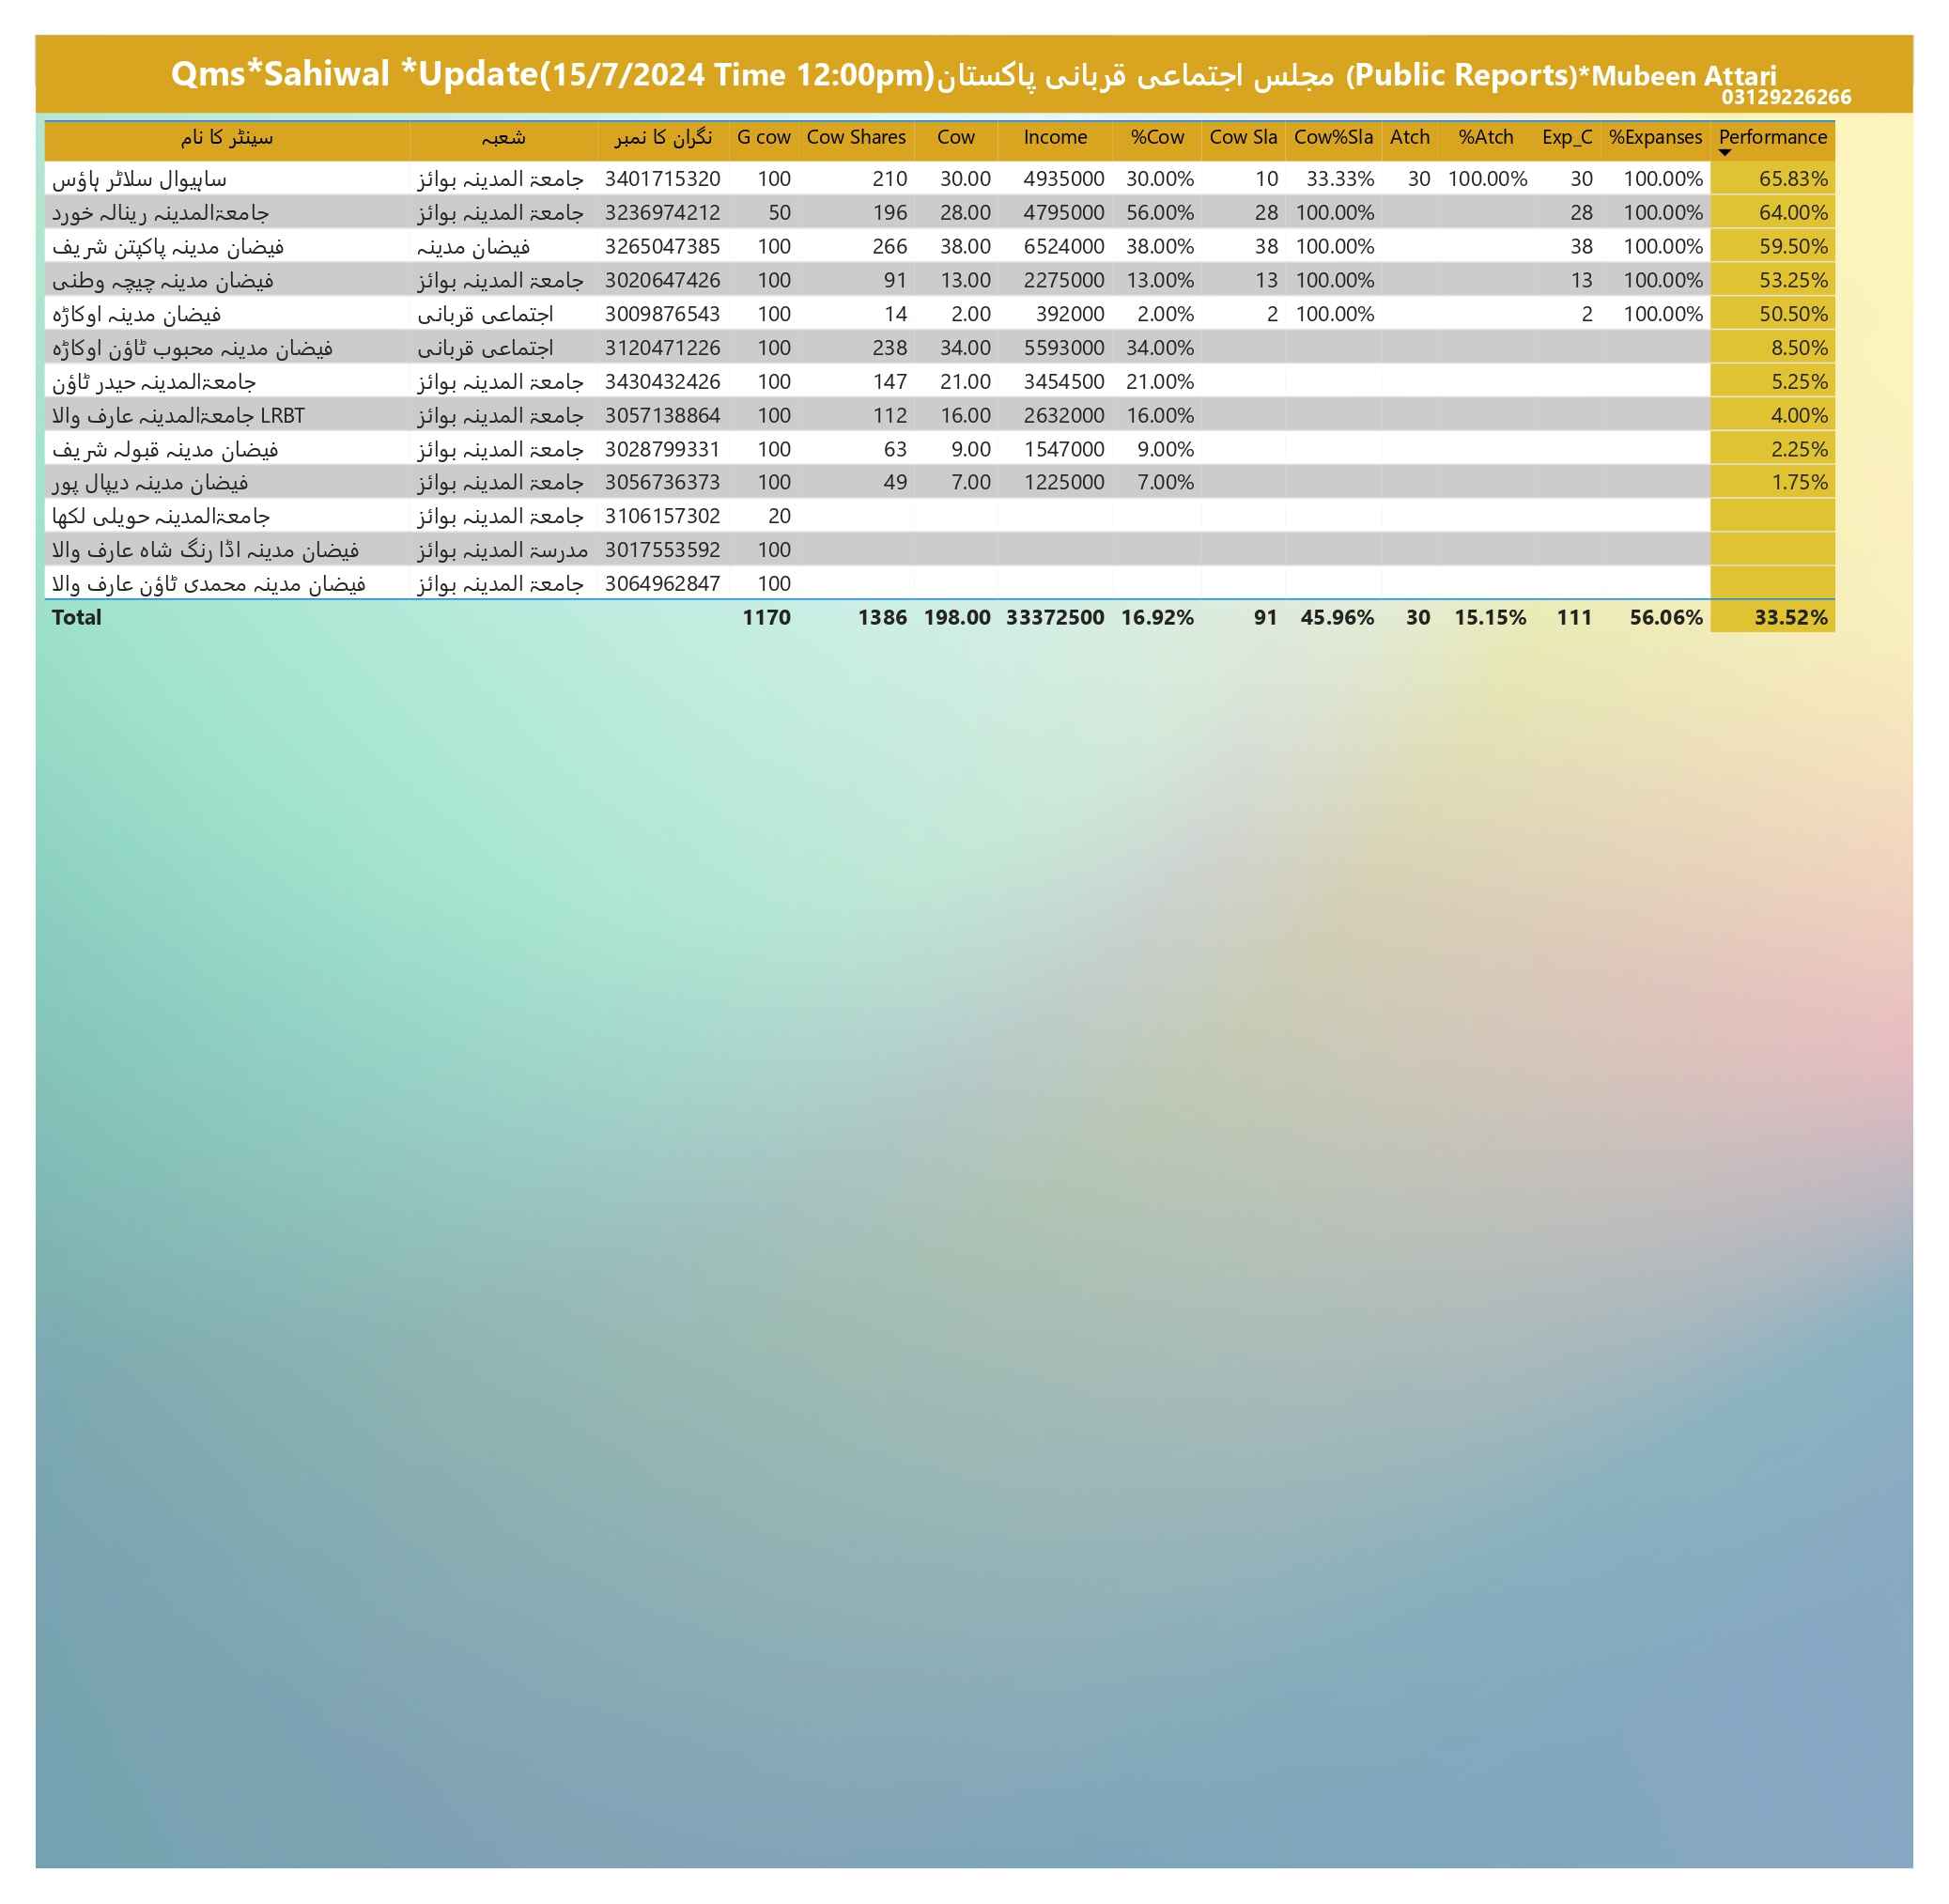 Qms*Sahiwal *Update(15/7/2024 Time 12:00pm)مجلس اجتماعی قربانی پاکستان (Public Reports)*Mubeen Attari
03129226266
سینٹر کا نام شعبہ نگران کا نمبر G cow Cow Shares Cow Income %Cow Cow Sla Cow%Sla Atch %Atch Exp_C %Expanses Performance
ساہیوال سلاٹر ہاؤس جامعۃ المدینہ بوائز 3401715320 100 210 30.00 4935000 30.00% 10 33.33% 30 100.00% 30 100.00% 65.83%
جامعۃالمدینہ رینالہ خورد جامعۃ المدینہ بوائز 3236974212 50 196 28.00 4795000 56.00% 28 100.00% 28 100.00% 64.00%
فیضان مدینہ پاکپتن شریف فیضان مدینہ 3265047385 100 266 38.00 6524000 38.00% 38 100.00% 38 100.00% 59.50%
فیضان مدینہ چیچہ وطنی جامعۃ المدینہ بوائز 3020647426 100 91 13.00 2275000 13.00% 13 100.00% 13 100.00% 53.25%
فیضان مدینہ اوکاڑہ اجتماعی قربانی 3009876543 100 14 2.00 392000 2.00% 2 100.00% 2 100.00% 50.50%
فیضان مدینہ محبوب ٹاؤن اوکاڑہ اجتماعی قربانی 3120471226 100 238 34.00 5593000 34.00% 8.50%
جامعۃالمدینہ حیدر ٹاؤن جامعۃ المدینہ بوائز 3430432426 100 147 21.00 3454500 21.00% 5.25%
جامعۃالمدینہ عارف والا LRBT جامعۃ المدینہ بوائز 3057138864 100 112 16.00 2632000 16.00% 4.00%
فیضان مدینہ قبولہ شریف جامعۃ المدینہ بوائز 3028799331 100 63 9.00 1547000 9.00% 2.25%
فیضان مدینہ دیپال پور جامعۃ المدینہ بوائز 3056736373 100 49 7.00 1225000 7.00% 1.75%
جامعۃالمدینہ حویلی لکھا جامعۃ المدینہ بوائز 3106157302 20
فیضان مدینہ اڈا رنگ شاہ عارف والا مدرسۃ المدینہ بوائز 3017553592 100
فیضان مدینہ محمدی ٹاؤن عارف والا جامعۃ المدینہ بوائز 3064962847 100
Total 1170 1386 198.00 33372500 16.92% 91 45.96% 30 15.15% 111 56.06% 33.52%